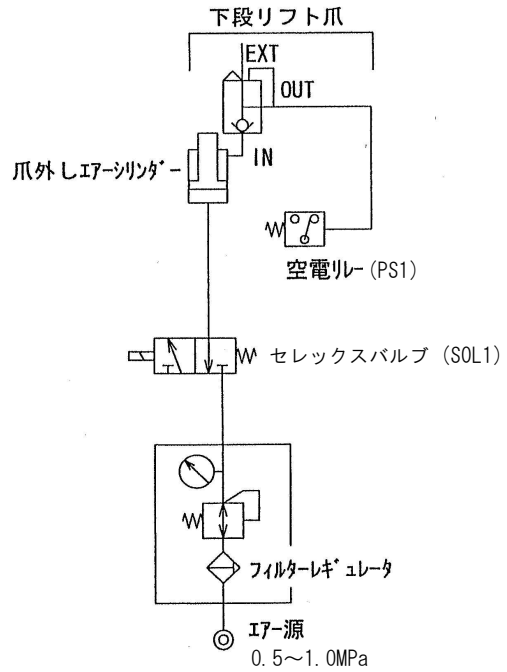 下段リフト爪
EXT
OUT
IN
爪外しエアーシリンダー
空電リレー(PS1)
セレックスバルブ (SOL1)
フィルターレギュレータ
エアー源
0.5～1.0MPa